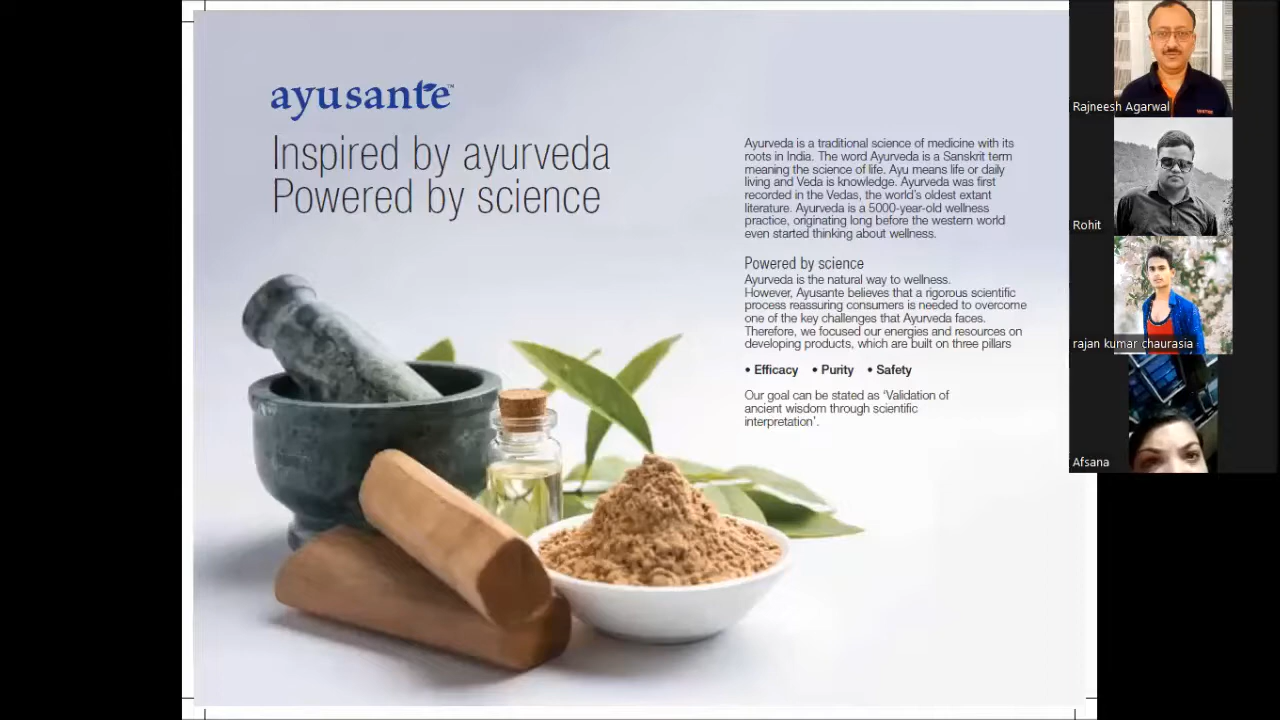 ayusante™
Inspired by ayurveda
Powered by science
Ayurveda is a traditional science of medicine with its
roots in India. The word Ayurveda is a Sanskrit term
meaning the science of life. Ayu means life or daily
living and Veda is knowledge. Ayurveda was first
recorded in the Vedas, the world's oldest extant
literature. Ayurveda is a 5000-year-old wellness
practice, originating long before the western world
even started thinking about wellness.
Powered by science
Ayurveda is the natural way to wellness.
However, Ayusante believes that a rigorous scientific
process reassuring consumers is needed to overcome
one of the key challenges that Ayurveda faces.
Therefore, we focused our energies and resources on
developing products, which are built on three pillars
• Efficacy • Purity • Safety
Our goal can be stated as 'Validation of
ancient wisdom through scientific
interpretation'.
Rajneesh Agarwal
Rohit
rajan kumar chaurasia
Afsana